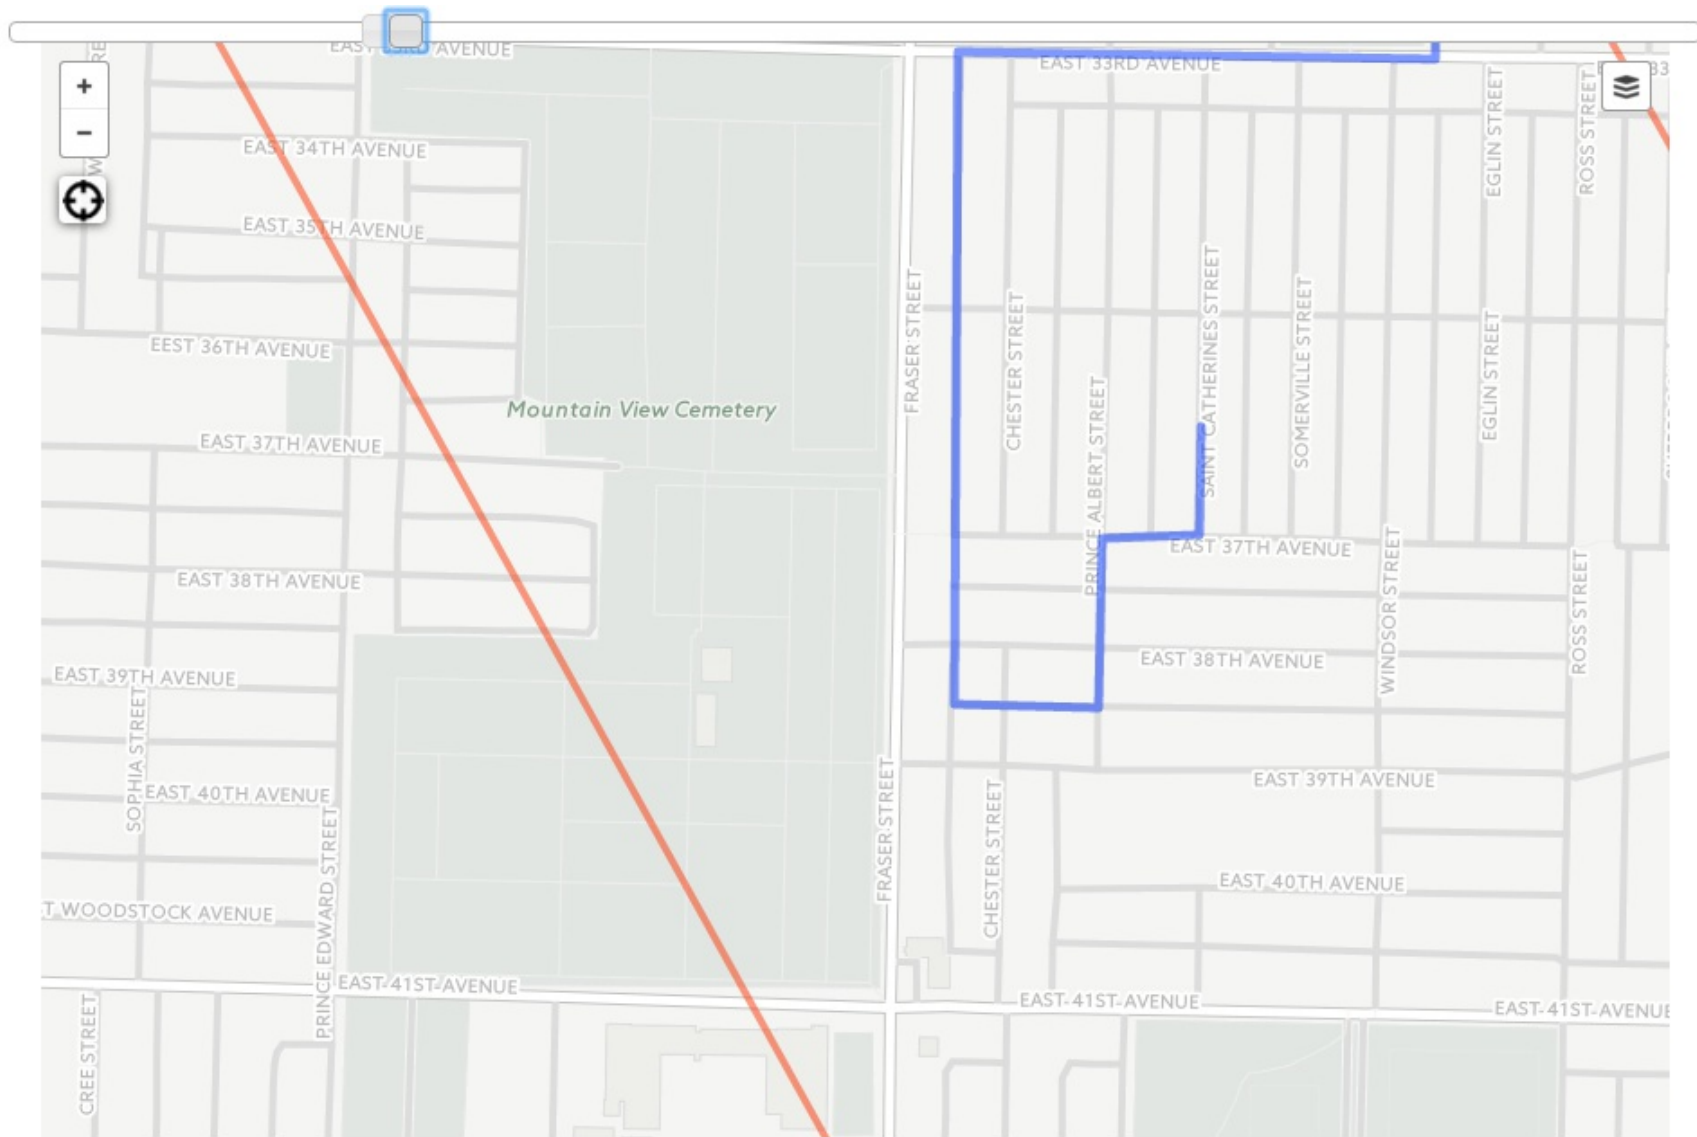 EAST 33RD AVENUE
EAST 34TH AVENUE
EAST 35TH AVENUE
EEST 36TH AVENUE
EAST 37TH AVENUE
EAST 38TH AVENUE
EAST 39TH AVENUE
SOPHIA STREET
EAST 40TH AVENUE
T WOODSTOCK AVENUE
PRINCE EDWARD STREET
EAST 41ST AVENUE
CREE STREET
Mountain View Cemetery
FRASER STREET
FRASER STREET
CHESTER STREET
PRINCE ALBERT STREET
SAINT CATHERINES STREET
SOMERVILLE STREET
EGLIN STREET
ROSS STREET
EGLIN STREET
EAST 37TH AVENUE
WINDSOR STREET
ROSS STREET
EAST 38TH AVENUE
EAST 39TH AVENUE
CHESTER STREET
EAST 40TH AVENUE
EAST 41ST AVENUE
EAST 41ST AVENUE